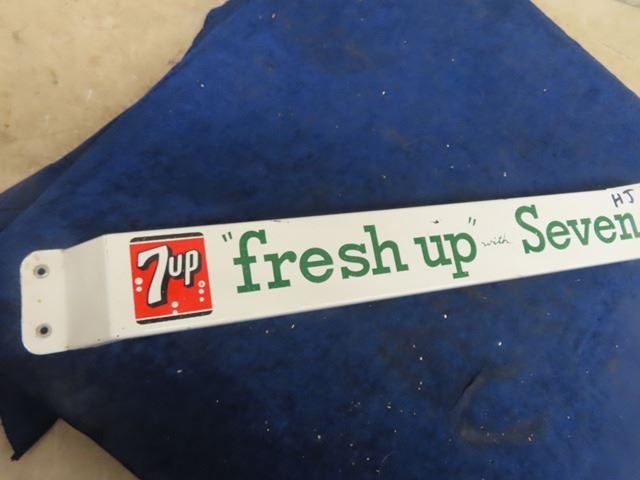 7up
"fresh up" with Seven
HJ